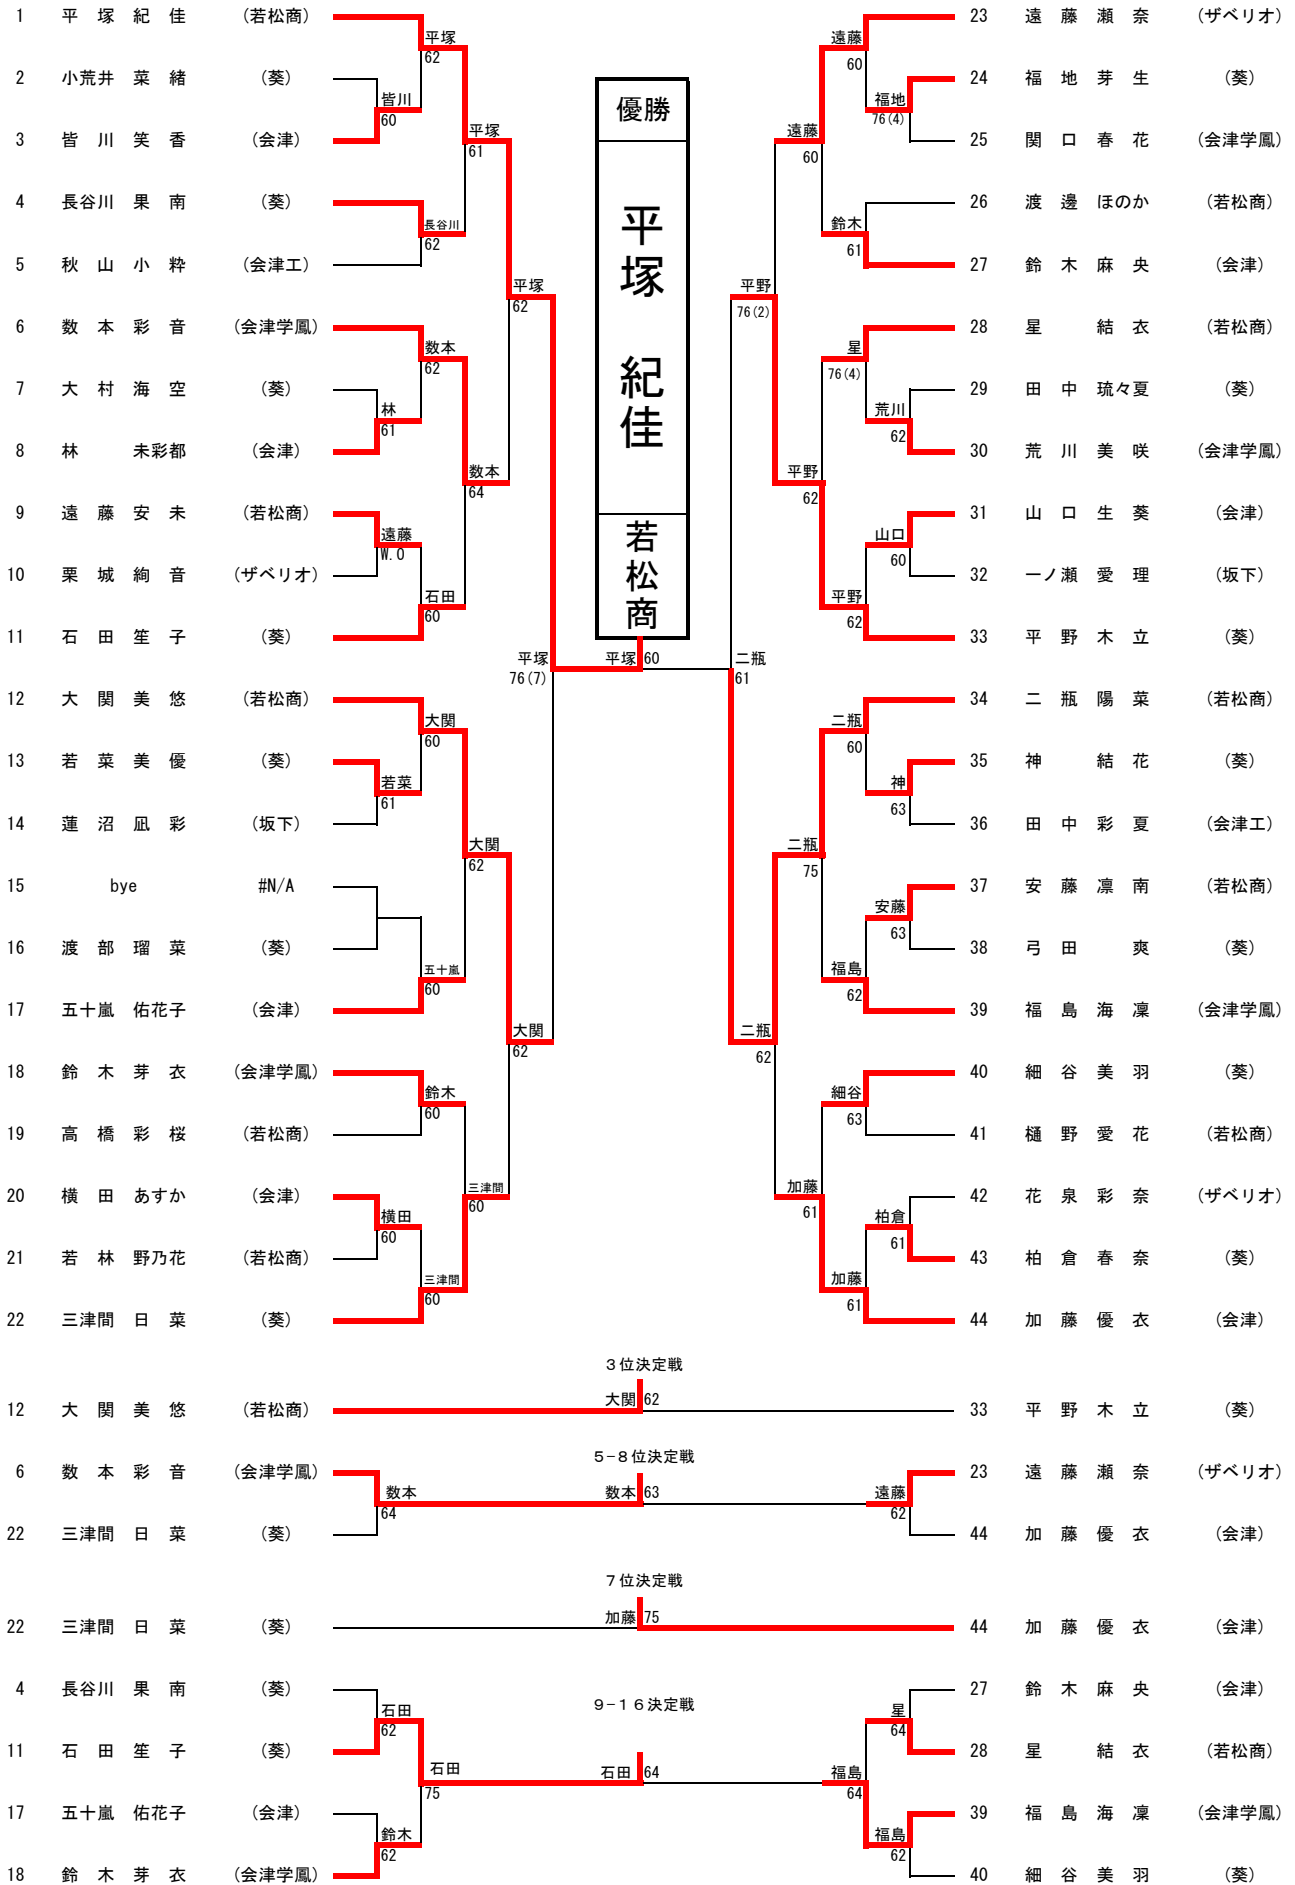 1 平塚紀佳 (若松商)
平塚
62
2 小荒井菜緒 (葵)
皆川
60
3 皆川笑香 (会津)
平塚
61
4 長谷川果南 (葵)
長谷川
62
5 秋山小粋 (会津工)
平塚
62
6 数本彩音 (会津学鳳)
数本
62
7 大村海空 (葵)
林
61
8 林未彩都 (会津)
数本
64
9 遠藤安未 (若松商)
遠藤
W.O
10 栗城絢音 (ザベリオ)
石田
60
11 石田笙子 (葵)
平塚
76(7)
12 大関美悠 (若松商)
大関
60
13 若菜美優 (葵)
若菜
61
14 蓮沼凪彩 (坂下)
大関
62
15 bye #N/A
16 渡部瑠菜 (葵)
五十嵐
60
17 五十嵐佑花子 (会津)
大関
62
18 鈴木芽衣 (会津学鳳)
鈴木
60
19 高橋彩桜 (若松商)
三津間
60
20 横田あすか (会津)
横田
60
21 若林野乃花 (若松商)
三津間
60
22 三津間日菜 (葵)
優勝
平塚 紀佳
若松商
平塚 60
23 遠藤瀬奈 (ザベリオ)
遠藤
60
24 福地芽生 (葵)
福地
76(4)
25 関口春花 (会津学鳳)
遠藤
60
26 渡邊ほのか (若松商)
鈴木
61
27 鈴木麻央 (会津)
平野
76(2)
28 星結衣 (若松商)
星
76(4)
29 田中琉々夏 (葵)
荒川
62
30 荒川美咲 (会津学鳳)
平野
62
31 山口生葵 (会津)
山口
60
32 一ノ瀬愛理 (坂下)
平野
62
33 平野木立 (葵)
二瓶
61
34 二瓶陽菜 (若松商)
二瓶
60
35 神結花 (葵)
神
63
36 田中彩夏 (会津工)
二瓶
75
37 安藤凛南 (若松商)
安藤
63
38 弓田爽 (葵)
福島
62
39 福島海凜 (会津学鳳)
二瓶
62
40 細谷美羽 (葵)
細谷
63
41 樋野愛花 (若松商)
加藤
61
42 花泉彩奈 (ザベリオ)
柏倉
61
43 柏倉春奈 (葵)
加藤
61
44 加藤優衣 (会津)
3位決定戦
大関 62
12 大関美悠 (若松商) 33 平野木立 (葵)
5-8位決定戦
6 数本彩音 (会津学鳳) 23 遠藤瀬奈 (ザベリオ)
数本 数本 63 遠藤
64 62
22 三津間日菜 (葵) 44 加藤優衣 (会津)
7位決定戦
加藤 75
22 三津間日菜 (葵) 44 加藤優衣 (会津)
4 長谷川果南 (葵) 27 鈴木麻央 (会津)
9-16決定戦
石田 星
62 64
11 石田笙子 (葵) 28 星結衣 (若松商)
石田 石田 64 福島
75 64
17 五十嵐佑花子 (会津) 39 福島海凜 (会津学鳳)
鈴木 福島
62 62
18 鈴木芽衣 (会津学鳳) 40 細谷美羽 (葵)